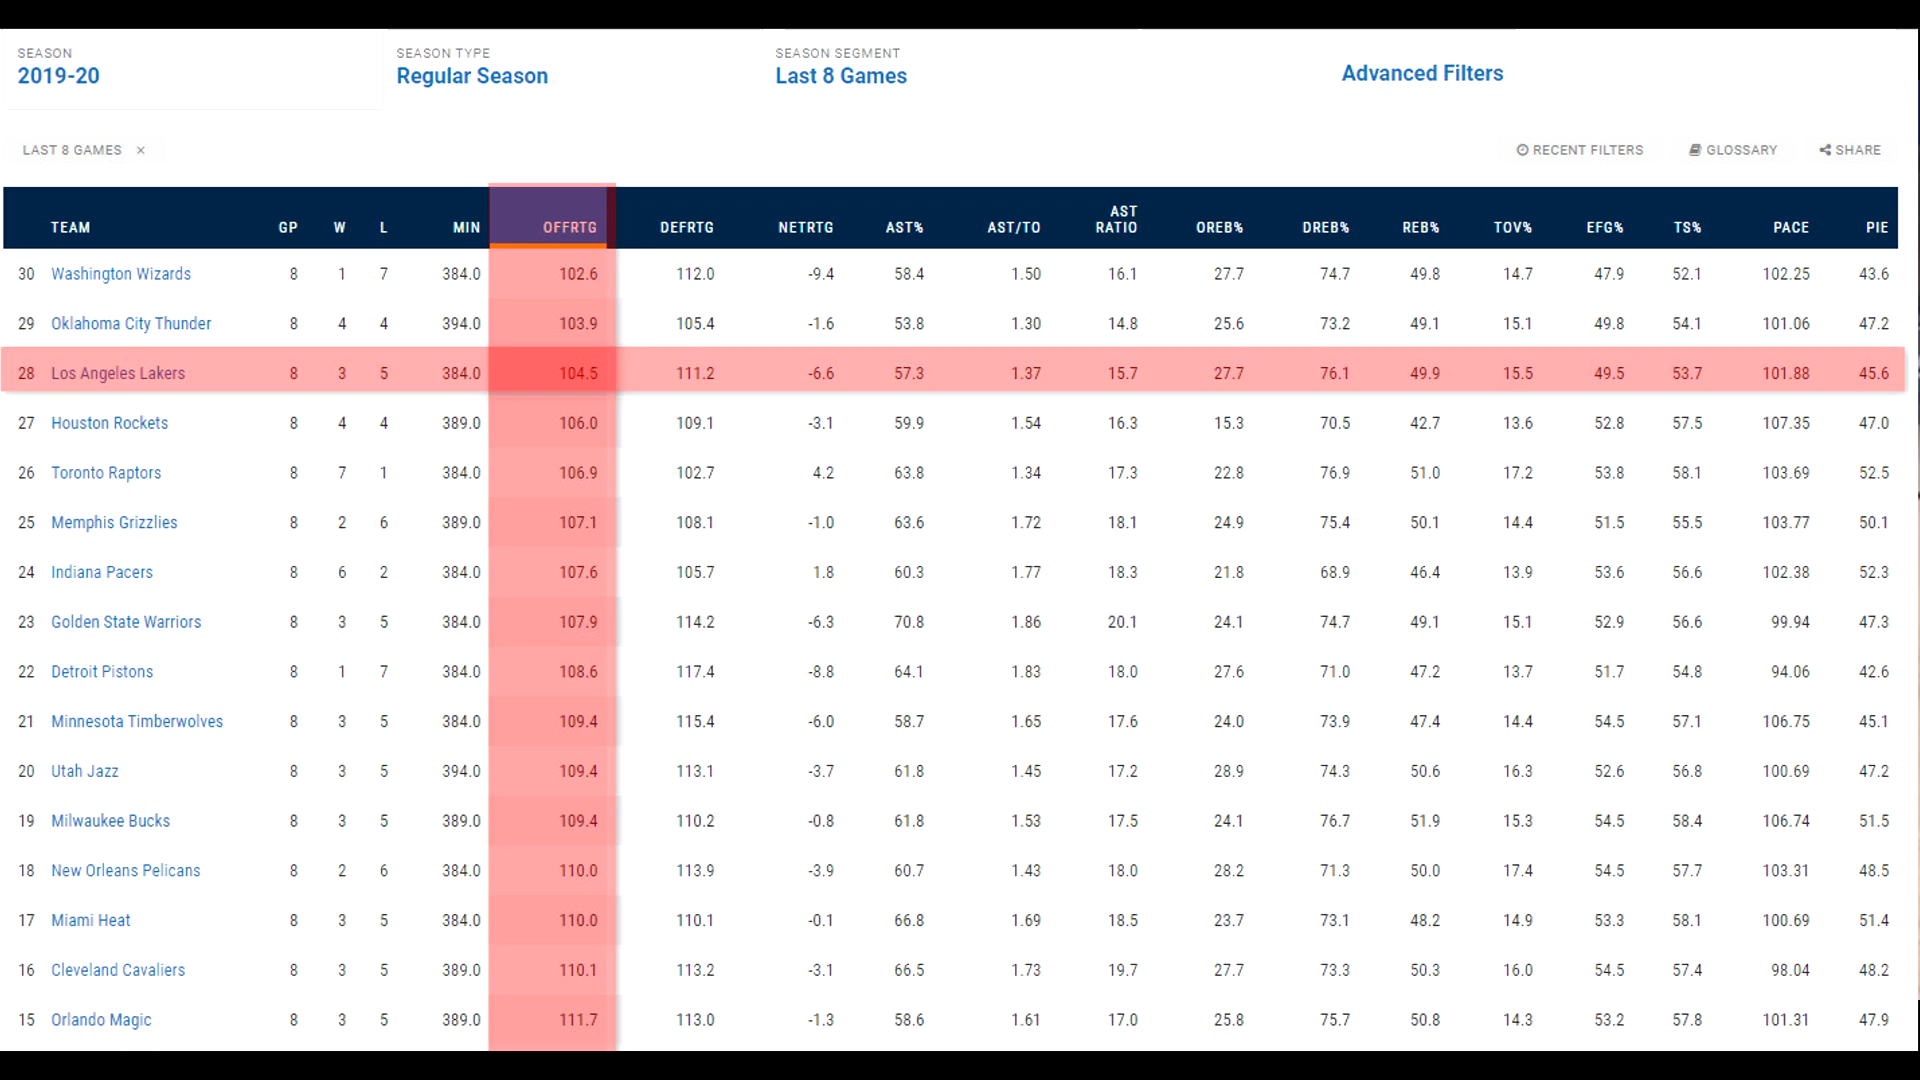 SEASON SEASON TYPE SEASON SEGMENT
2019-20 Regular Season Last 8 Games Advanced Filters
LAST 8 GAMES × RECENT FILTERS GLOSSARY SHARE
TEAM GP W L MIN OFFRTG DEFRTG NETRTG AST% AST/TO AST RATIO OREB% DREB% REB% TOV% EFG% TS% PACE PIE
30 Washington Wizards 8 1 7 384.0 102.6 112.0 -9.4 58.4 1.50 16.1 27.7 74.7 49.8 14.7 47.9 52.1 102.25 43.6
29 Oklahoma City Thunder 8 4 4 394.0 103.9 105.4 -1.6 53.8 1.30 14.8 25.6 73.2 49.1 15.1 49.8 54.1 101.06 47.2
28 Los Angeles Lakers 8 3 5 384.0 104.5 111.2 -6.6 57.3 1.37 15.7 27.7 76.1 49.9 15.5 49.5 53.7 101.88 45.6
27 Houston Rockets 8 4 4 389.0 106.0 109.1 -3.1 59.9 1.54 16.3 15.3 70.5 42.7 13.6 52.8 57.5 107.35 47.0
26 Toronto Raptors 8 7 1 384.0 106.9 102.7 4.2 63.8 1.34 17.3 22.8 76.9 51.0 17.2 53.8 58.1 103.69 52.5
25 Memphis Grizzlies 8 2 6 389.0 107.1 108.1 -1.0 63.6 1.72 18.1 24.9 75.4 50.1 14.4 51.5 55.5 103.77 50.1
24 Indiana Pacers 8 6 2 384.0 107.6 105.7 1.8 60.3 1.77 18.3 21.8 68.9 46.4 13.9 53.6 56.6 102.38 52.3
23 Golden State Warriors 8 3 5 384.0 107.9 114.2 -6.3 70.8 1.86 20.1 24.1 74.7 49.1 15.1 52.9 56.6 99.94 47.3
22 Detroit Pistons 8 1 7 384.0 108.6 117.4 -8.8 64.1 1.83 18.0 27.6 71.0 47.2 13.7 51.7 54.8 94.06 42.6
21 Minnesota Timberwolves 8 3 5 384.0 109.4 115.4 -6.0 58.7 1.65 17.6 24.0 73.9 47.4 14.4 54.5 57.1 106.75 45.1
20 Utah Jazz 8 3 5 394.0 109.4 113.1 -3.7 61.8 1.45 17.2 28.9 74.3 50.6 16.3 52.6 56.8 100.69 47.2
19 Milwaukee Bucks 8 3 5 389.0 109.4 110.2 -0.8 61.8 1.53 17.5 24.1 76.7 51.9 15.3 54.5 58.4 106.74 51.5
18 New Orleans Pelicans 8 2 6 384.0 110.0 113.9 -3.9 60.7 1.43 18.0 28.2 71.3 50.0 17.4 54.5 57.7 103.31 48.5
17 Miami Heat 8 3 5 384.0 110.0 110.1 -0.1 66.8 1.69 18.5 23.7 73.1 48.2 14.9 53.3 58.1 100.69 51.4
16 Cleveland Cavaliers 8 3 5 389.0 110.1 113.2 -3.1 66.5 1.73 19.7 27.7 73.3 50.3 16.0 54.5 57.4 98.04 48.2
15 Orlando Magic 8 3 5 389.0 111.7 113.0 -1.3 58.6 1.61 17.0 25.8 75.7 50.8 14.3 53.2 57.8 101.31 47.9